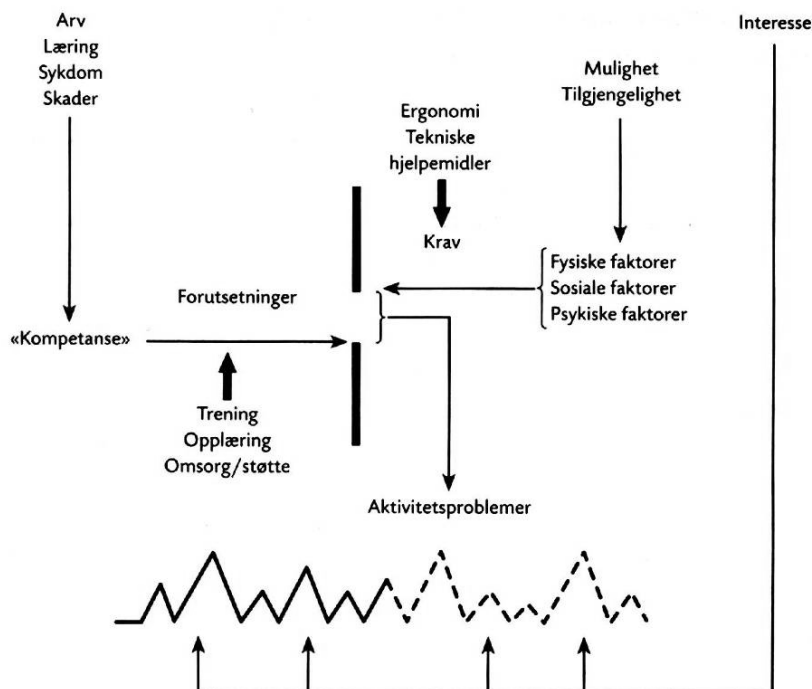 Arv
Læring
Sykdom
Skader
Interesse
Mulighet
Tilgjengelighet
Ergonomi
Tekniske
hjelpemidler
Krav
Fysiske faktorer
Sosiale faktorer
Psykiske faktorer
Forutsetninger
«Kompetanse»
Trening
Opplæring
Omsorg/støtte
Aktivitetsproblemer